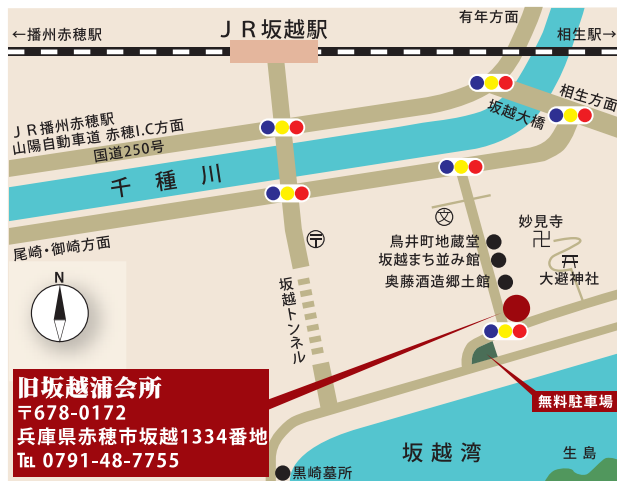 ＪＲ坂越駅
有年方面
←播州赤穂駅
相生駅→
相生方面
坂越大橋
ＪＲ播州赤穂駅
山陽自動車道 赤穂I.C方面
国道250号
千種川
尾崎・御崎方面
〒
文
妙見寺
卍
鳥井町地蔵堂
坂越まち並み館
奥藤酒造郷土館
大避神社
N
坂越トンネル
旧坂越浦会所
〒678-0172
兵庫県赤穂市坂越1334番地
℡ 0791-48-7755
無料駐車場
坂越湾
生島
黒崎墓所